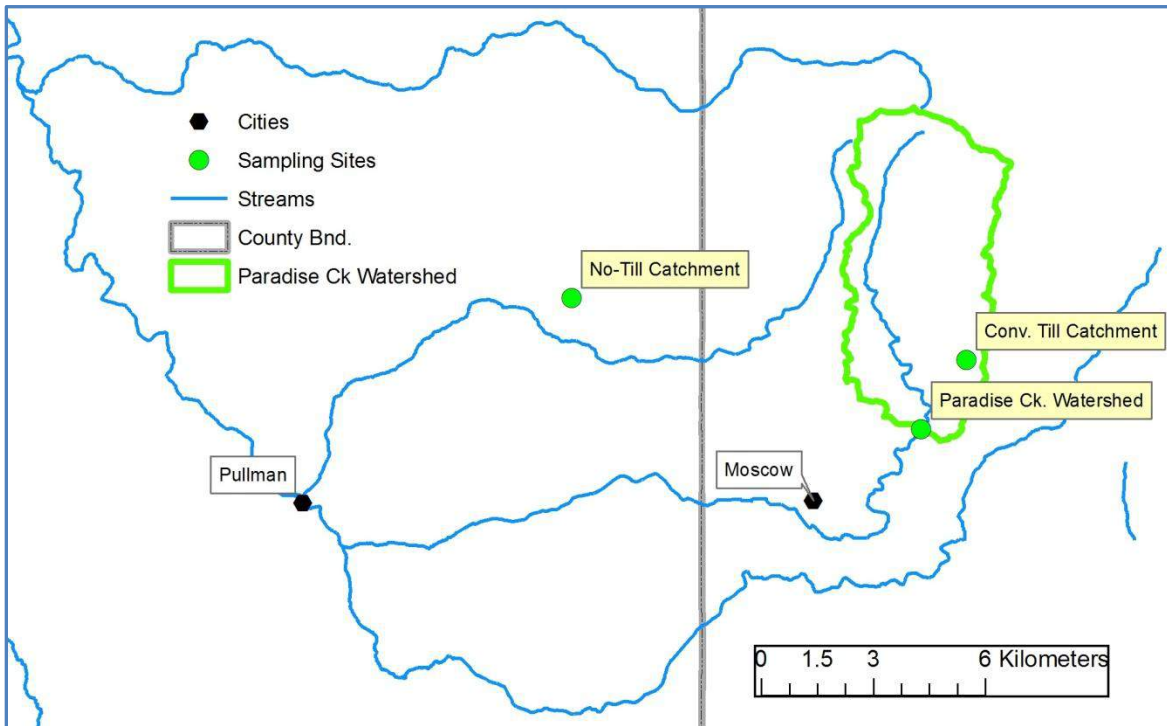 Cities
Sampling Sites
Streams
County Bnd.
Paradise Ck Watershed
No-Till Catchment
Conv. Till Catchment
Paradise Ck. Watershed
Pullman
Moscow
0 1.5 3 6 Kilometers